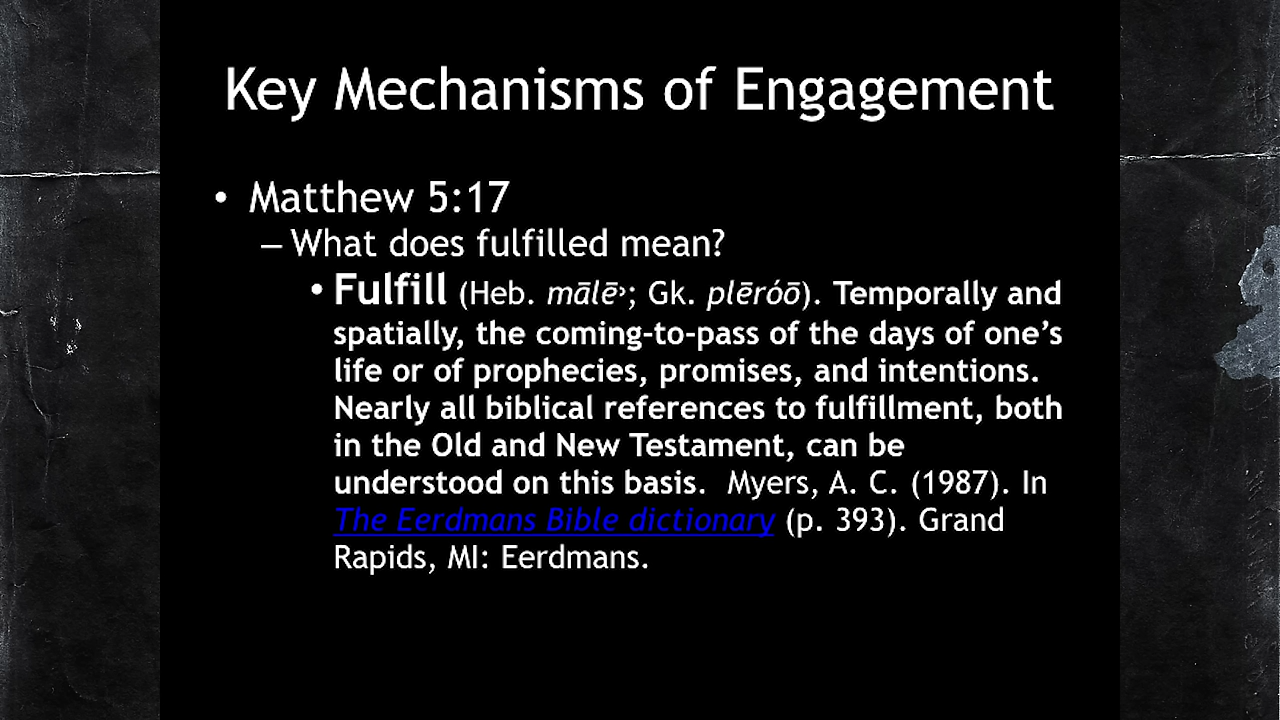 Key Mechanisms of Engagement
• Matthew 5:17
– What does fulfilled mean?
• Fulfill (Heb. mālēʾ; Gk. plēróō). Temporally and
spatially, the coming-to-pass of the days of one’s
life or of prophecies, promises, and intentions.
Nearly all biblical references to fulfillment, both
in the Old and New Testament, can be
understood on this basis.  Myers, A. C. (1987). In
The Eerdmans Bible dictionary (p. 393). Grand
Rapids, MI: Eerdmans.